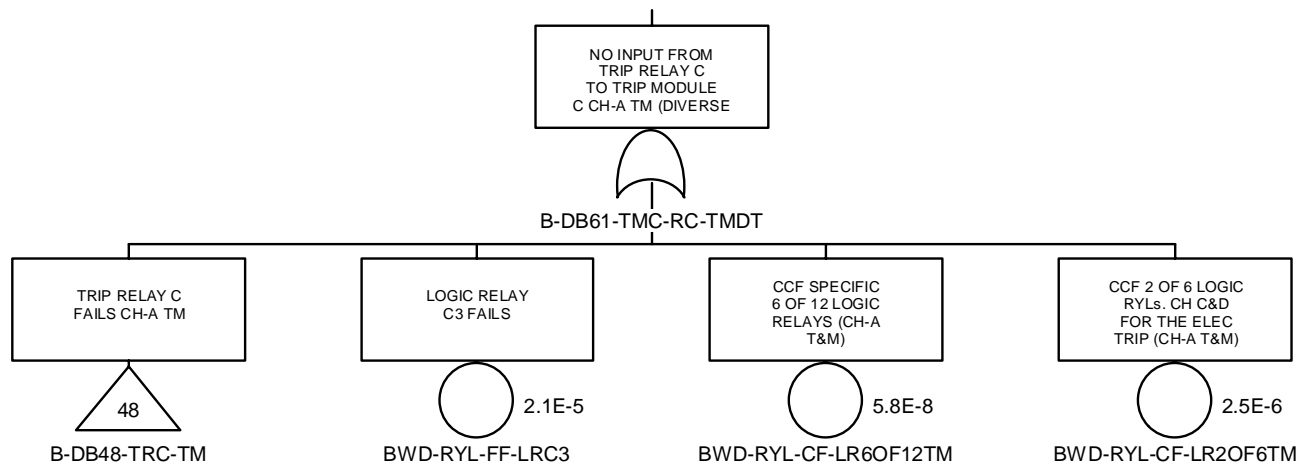 NO INPUT FROM
TRIP RELAY C
TO TRIP MODULE
C CH-A TM (DIVERSE
B-DB61-TMC-RC-TMDT
TRIP RELAY C
FAILS CH-A TM
48
B-DB48-TRC-TM
LOGIC RELAY
C3 FAILS
2.1E-5
BWD-RYL-FF-LRC3
CCF SPECIFIC
6 OF 12 LOGIC
RELAYS (CH-A
T&M)
5.8E-8
BWD-RYL-CF-LR6OF12TM
CCF 2 OF 6 LOGIC
RYLs. CH C&D
FOR THE ELEC
TRIP (CH-A T&M)
2.5E-6
BWD-RYL-CF-LR2OF6TM